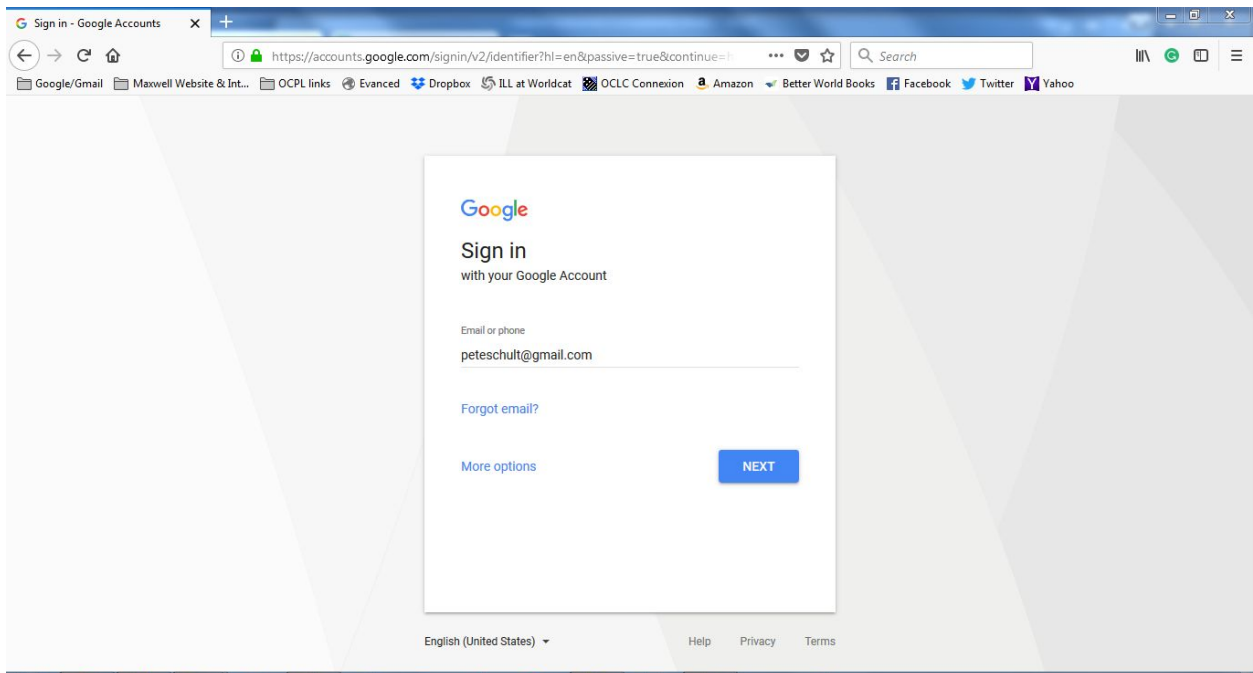 Sign in - Google Accounts
https://accounts.google.com/signin/v2/identifier?hl=en&passive=true&continue=h
Search
Google/Gmail Maxwell Website & Int... OCPL links Evanced Dropbox ILL at Worldcat OCLC Connexion Amazon Better World Books Facebook Twitter Yahoo
Google
Sign in
with your Google Account
Email or phone
peteschult@gmail.com
Forgot email?
More options NEXT
English (United States) Help Privacy Terms